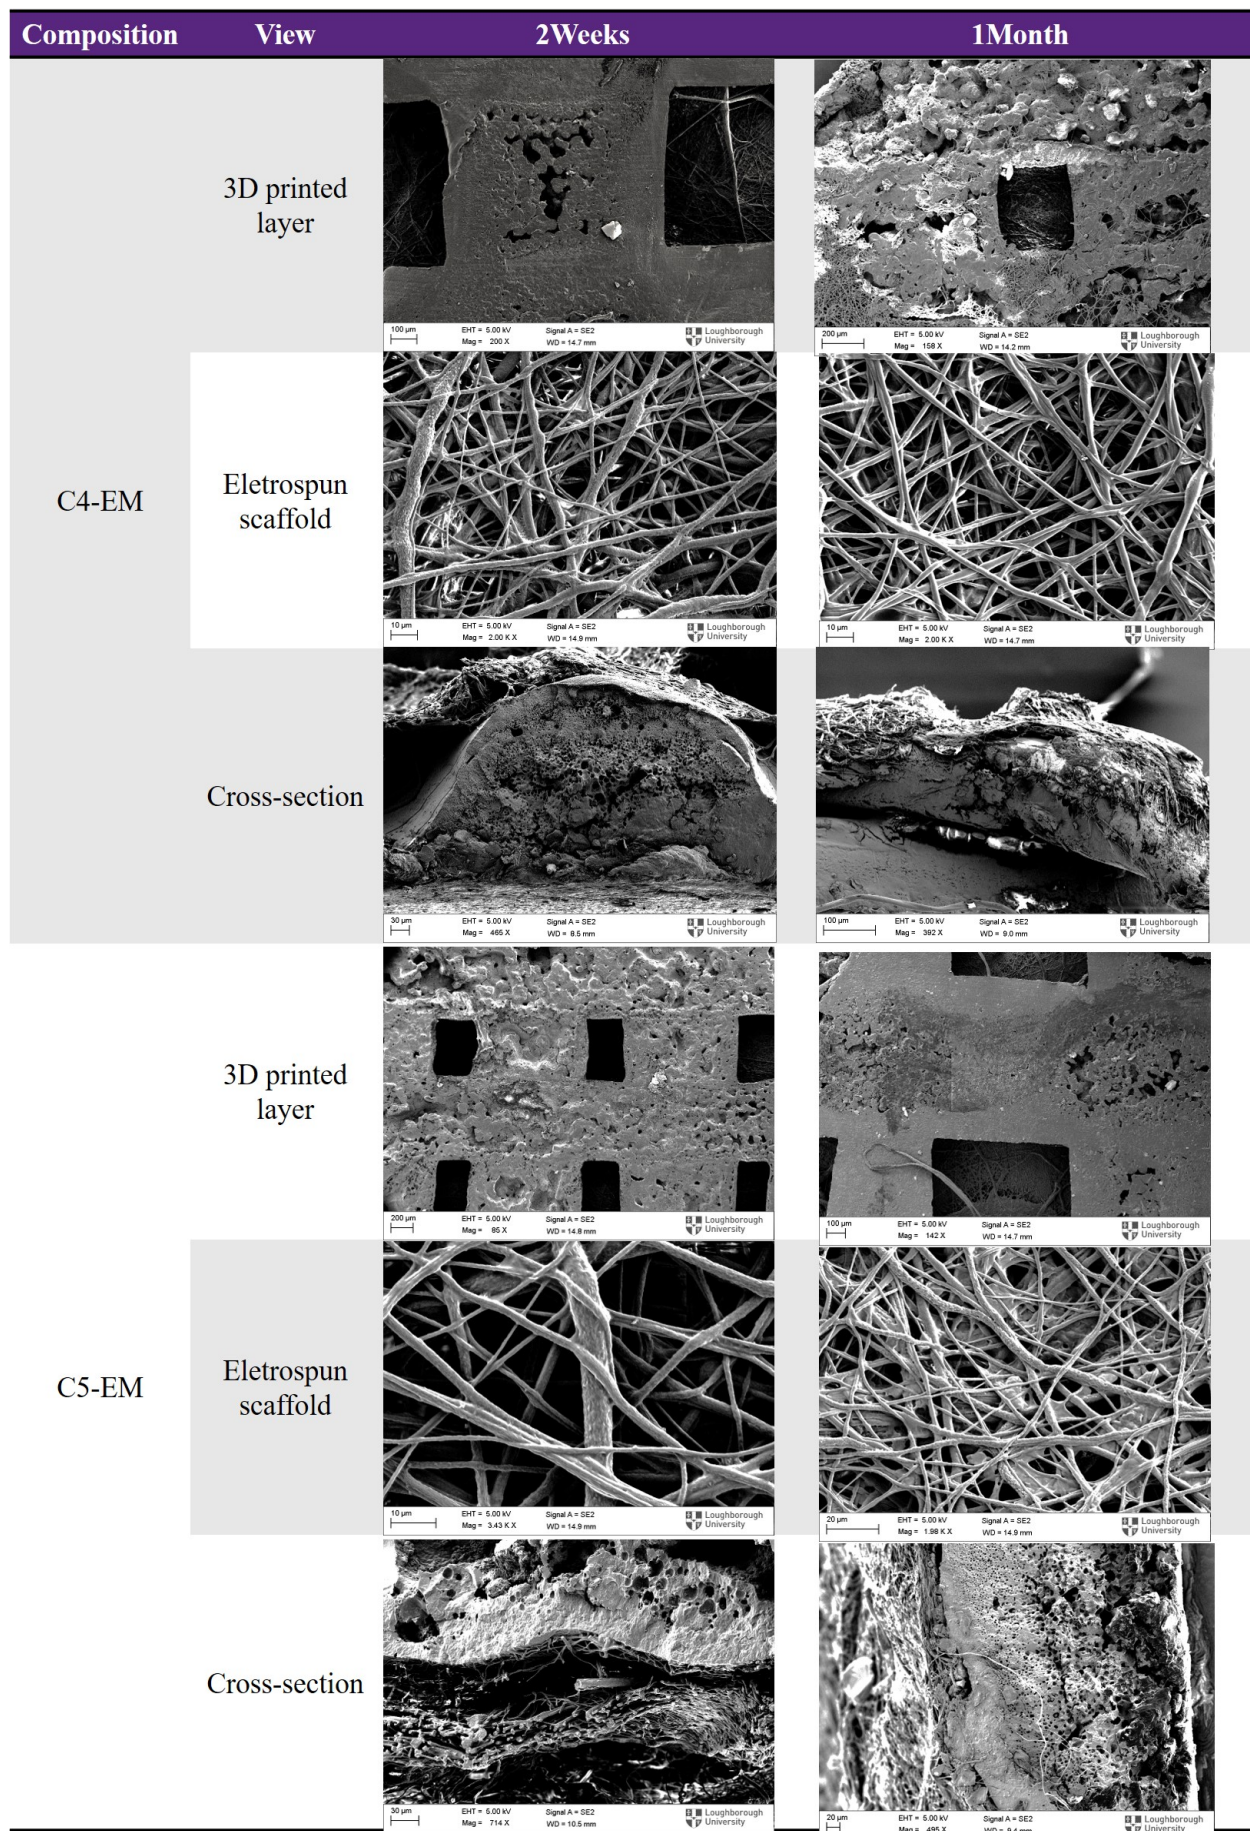 Composition View 2Weeks 1Month
3D printed
layer
100 µm EHT = 5.00 kV Signal A = SE2 Loughborough
Mag = 200 X WD = 14.7 mm University
200 µm EHT = 5.00 kV Signal A = SE2 Loughborough
Mag = 158 X WD = 14.2 mm University
C4-EM
Eletrospun
scaffold
10 µm EHT = 5.00 kV Signal A = SE2 Loughborough
Mag = 2.00 K X WD = 14.9 mm University
10 µm EHT = 5.00 kV Signal A = SE2 Loughborough
Mag = 2.00 K X WD = 14.7 mm University
Cross-section
30 µm EHT = 5.00 kV Signal A = SE2 Loughborough
Mag = 465 X WD = 8.5 mm University
100 µm EHT = 5.00 kV Signal A = SE2 Loughborough
Mag = 392 X WD = 9.0 mm University
3D printed
layer
200 µm EHT = 5.00 kV Signal A = SE2 Loughborough
Mag = 85 X WD = 14.8 mm University
100 µm EHT = 5.00 kV Signal A = SE2 Loughborough
Mag = 142 X WD = 14.7 mm University
C5-EM
Eletrospun
scaffold
10 µm EHT = 5.00 kV Signal A = SE2 Loughborough
Mag = 3.43 K X WD = 14.9 mm University
20 µm EHT = 5.00 kV Signal A = SE2 Loughborough
Mag = 1.98 K X WD = 14.9 mm University
Cross-section
30 µm EHT = 5.00 kV Signal A = SE2 Loughborough
Mag = 714 X WD = 10.5 mm University
20 µm EHT = 5.00 kV Signal A = SE2 Loughborough
Mag = 495 X WD = 9.4 mm University